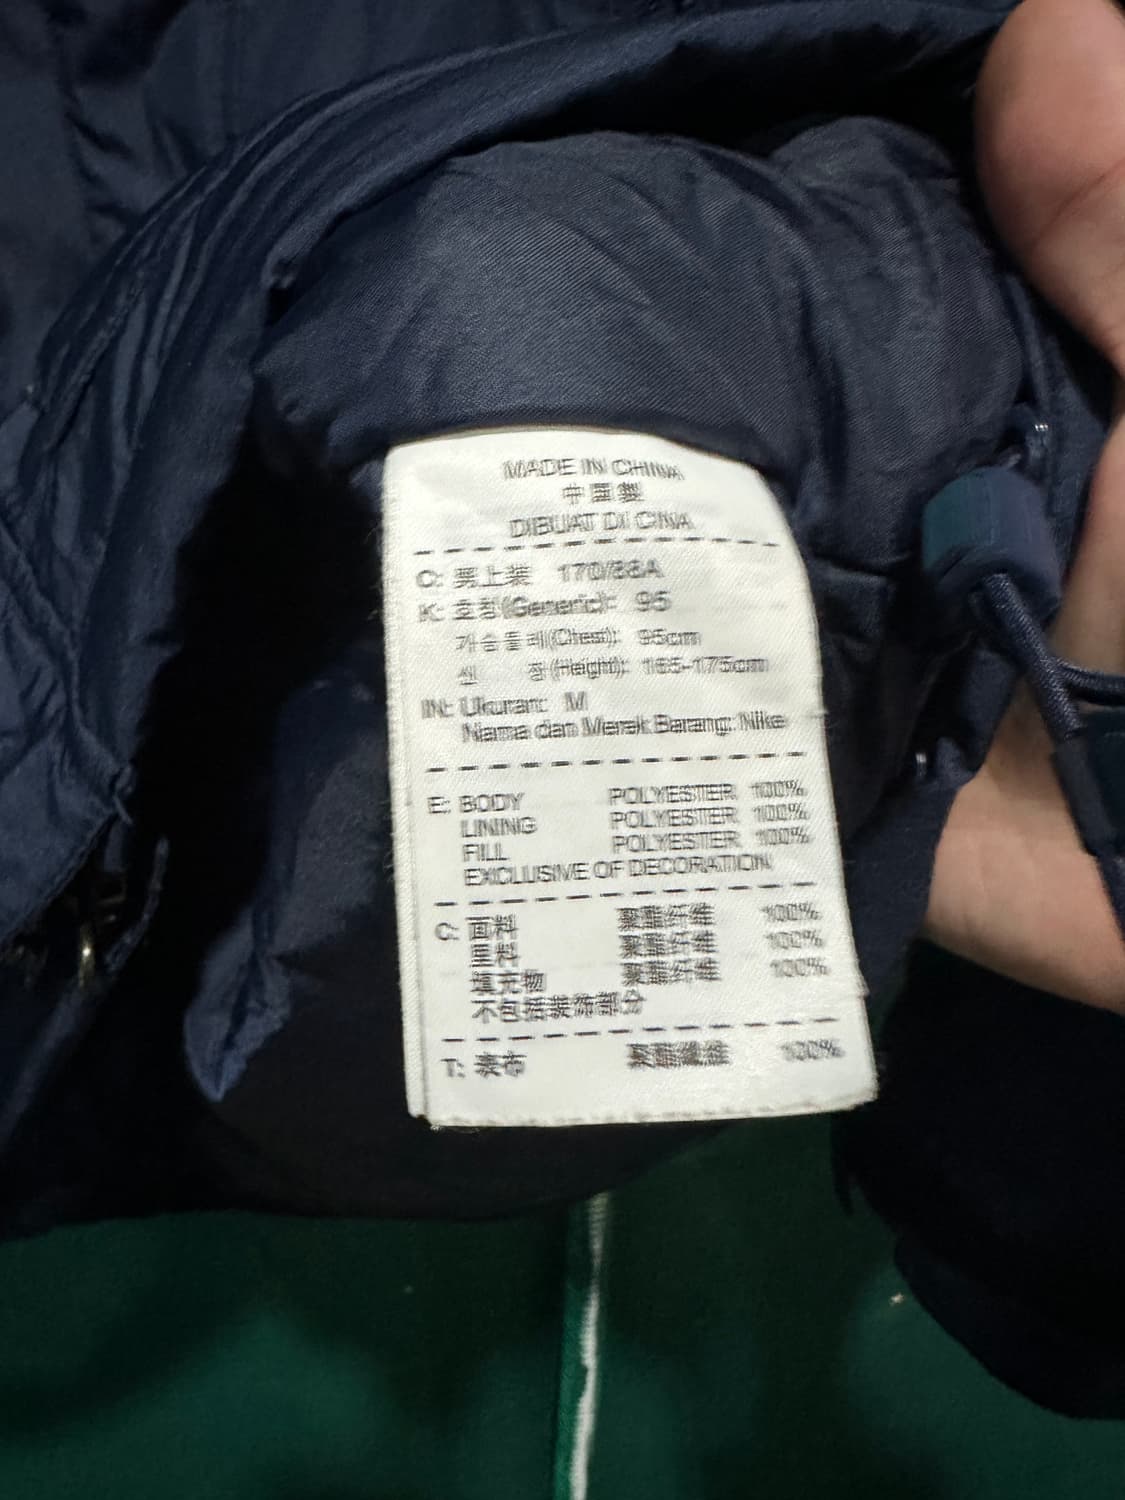 MADE IN CHINA
中國製
DIBUAT DI CINA
C: 男上装 170/88A
K: 호칭(Generic): 95
가슴둘레(Chest): 95cm
신 장(Height): 165-175cm
IN: Ukuran: M
Nama dan Merek Barang: Nike
E: BODY POLYESTER 100%
LINING POLYESTER 100%
FILL POLYESTER 100%
EXCLUSIVE OF DECORATION
C: 面料 聚酯纤维 100%
里料 聚酯纤维 100%
填充物 聚酯纤维 100%
不包括装饰部分
T: 表布 聚酯纖維 100%